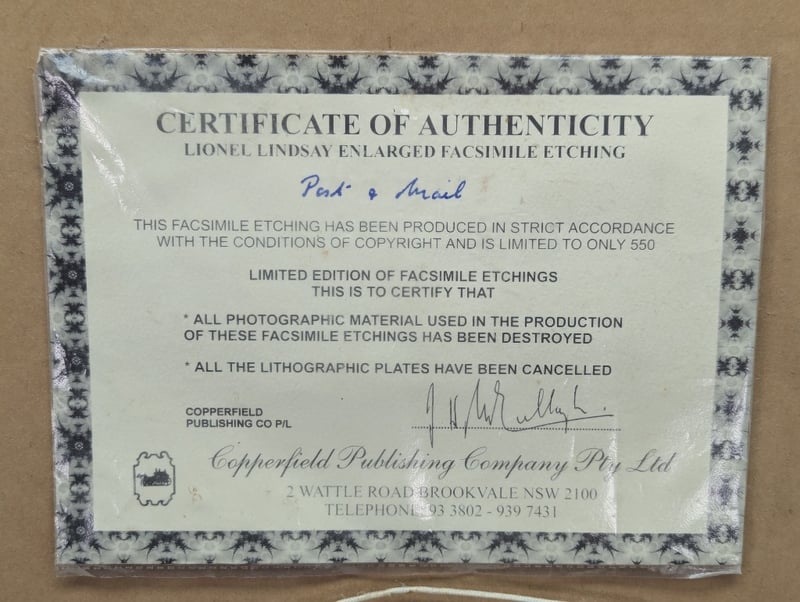 CERTIFICATE OF AUTHENTICITY
LIONEL LINDSAY ENLARGED FACSIMILE ETCHING
Post & Mail
THIS FACSIMILE ETCHING HAS BEEN PRODUCED IN STRICT ACCORDANCE
WITH THE CONDITIONS OF COPYRIGHT AND IS LIMITED TO ONLY 550
LIMITED EDITION OF FACSIMILE ETCHINGS
THIS IS TO CERTIFY THAT
* ALL PHOTOGRAPHIC MATERIAL USED IN THE PRODUCTION
OF THESE FACSIMILE ETCHINGS HAS BEEN DESTROYED
* ALL THE LITHOGRAPHIC PLATES HAVE BEEN CANCELLED
COPPERFIELD
PUBLISHING CO P/L
Copperfield Publishing Company Pty Ltd
2 WATTLE ROAD BROOKVALE NSW 2100
TELEPHONE 93 3802 - 939 7431